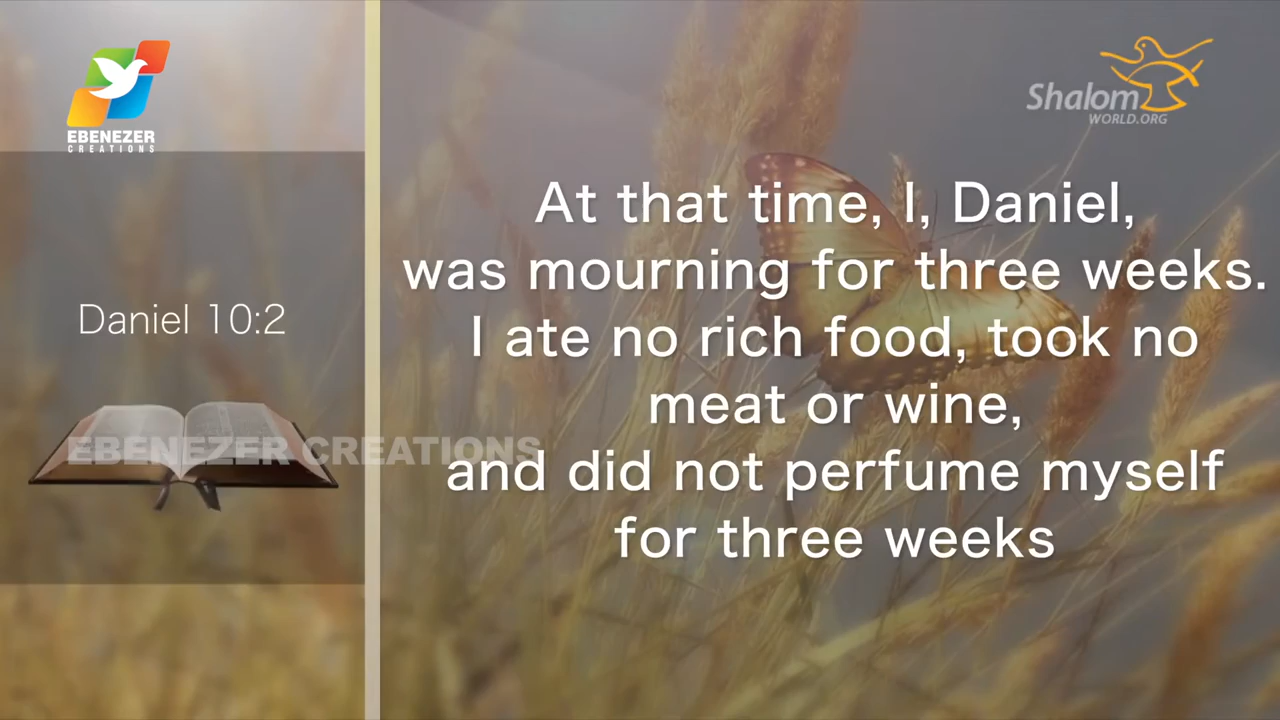 EBENEZER
CREATIONS
Shalom
WORLD.ORG
Daniel 10:2
EBENEZER CREATIONS
At that time, I, Daniel,
was mourning for three weeks.
I ate no rich food, took no
meat or wine,
and did not perfume myself
for three weeks